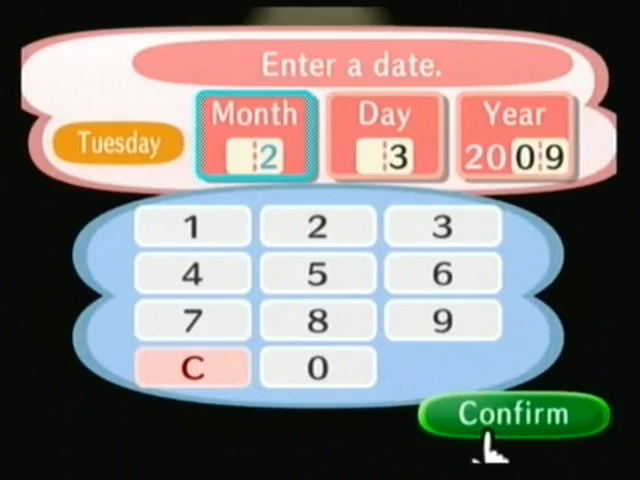 Enter a date.
Tuesday
Month
Day
Year
2
3
2009
1 2 3
4 5 6
7 8 9
C 0
Confirm